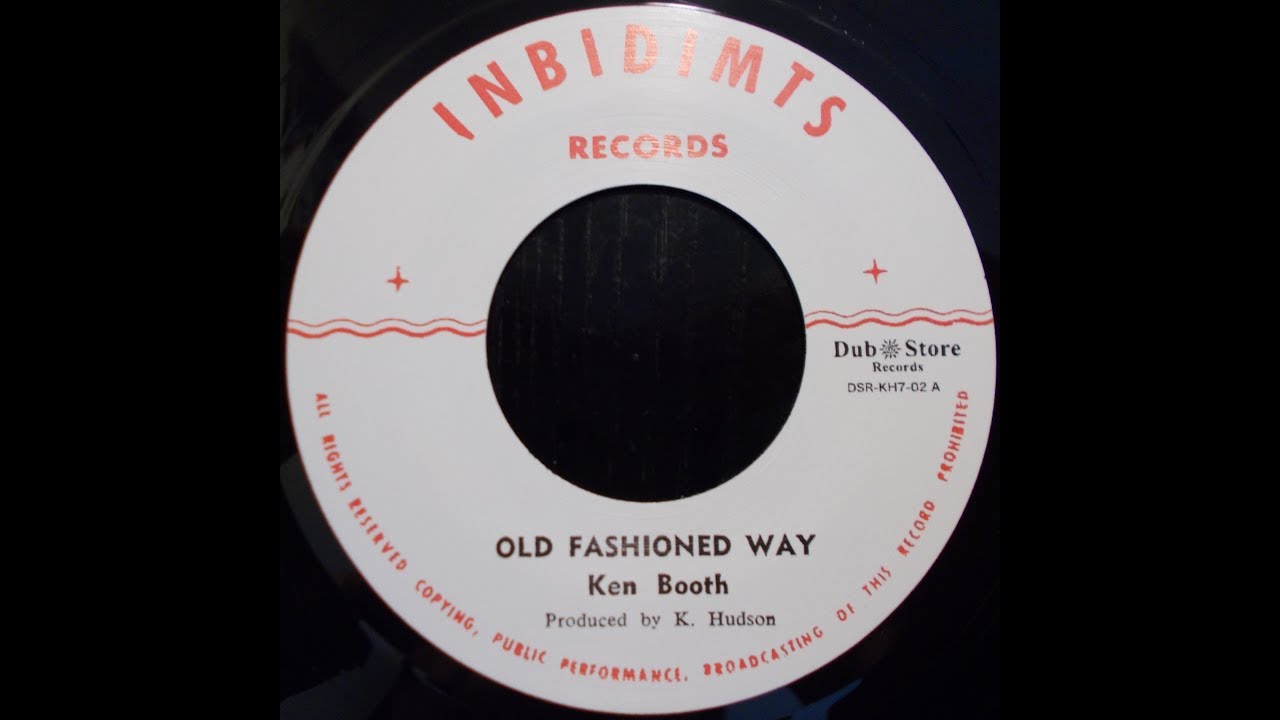 INBIDIMTS
RECORDS
Dub Store
Records
DSR-KH7-02 A
OLD FASHIONED WAY
Ken Booth
Produced by K. Hudson
ALL RIGHTS RESERVED COPYING, PUBLIC PERFORMANCE, BROADCASTING OF THIS RECORD PROHIBITED